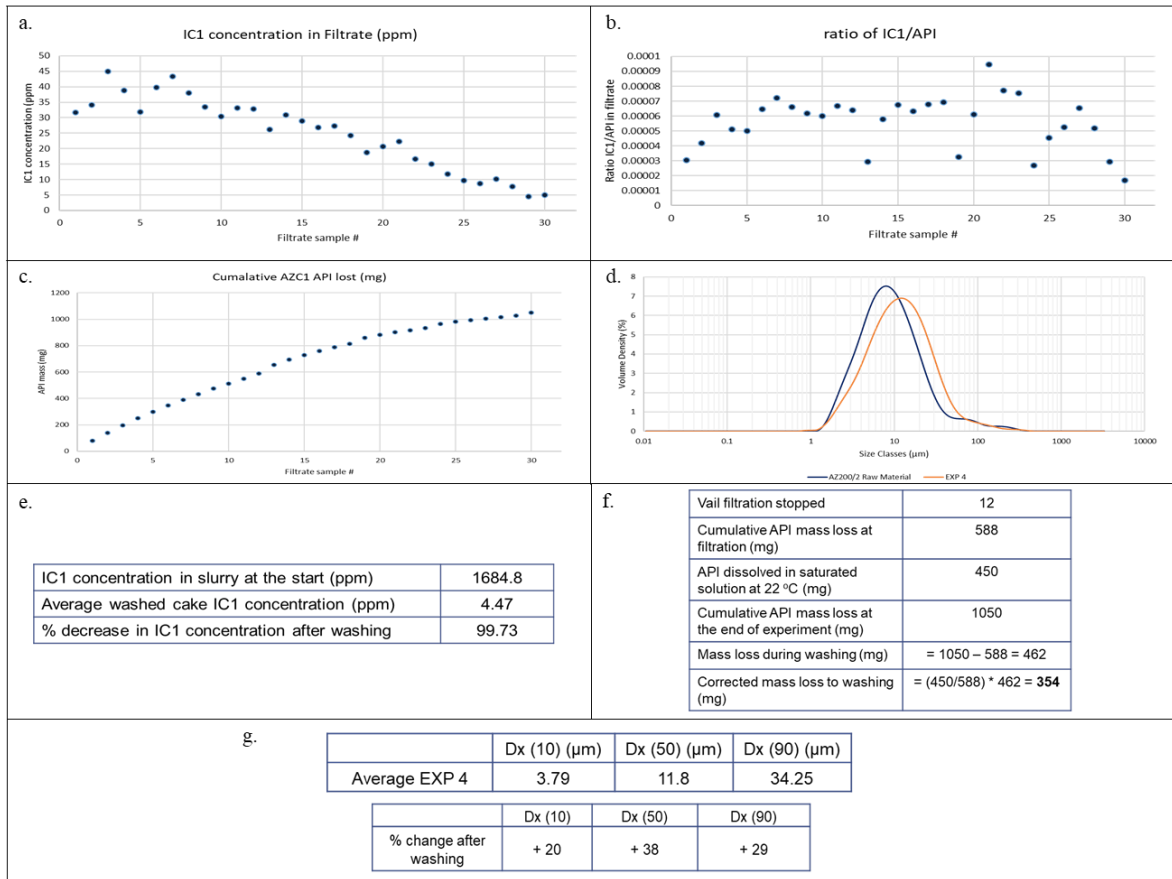 a.
IC1 concentration in Filtrate (ppm)
IC1 concentration (ppm
50
45
40
35
30
25
20
15
10
5
0
0 5 10 15 20 25 30
Filtrate sample #
b.
ratio of IC1/API
Ratio IC1/API in filtrate
0.0001
0.00009
0.00008
0.00007
0.00006
0.00005
0.00004
0.00003
0.00002
0.00001
0
0 5 10 15 20 25 30
Filtrate sample #
c.
Cumalative AZC1 API lost (mg)
API mass (mg)
1200
1000
800
600
400
200
0
0 5 10 15 20 25 30
Filtrate sample #
d.
Volume Density (%)
8
7
6
5
4
3
2
1
0
0.01 0.1 1 10 100 1000 10000
Size Classes (µm)
AZ200/2 Raw Material EXP 4
e.
IC1 concentration in slurry at the start (ppm) 1684.8
Average washed cake IC1 concentration (ppm) 4.47
% decrease in IC1 concentration after washing 99.73
f.
Vail filtration stopped 12
Cumulative API mass loss at
filtration (mg) 588
API dissolved in saturated
solution at 22 °C (mg) 450
Cumulative API mass loss at
the end of experiment (mg) 1050
Mass loss during washing (mg) = 1050 – 588 = 462
Corrected mass loss to washing
(mg) = (450/588) * 462 = 354
g.
Dx (10) (µm) Dx (50) (µm) Dx (90) (µm)
Average EXP 4 3.79 11.8 34.25
Dx (10) Dx (50) Dx (90)
% change after
washing + 20 + 38 + 29